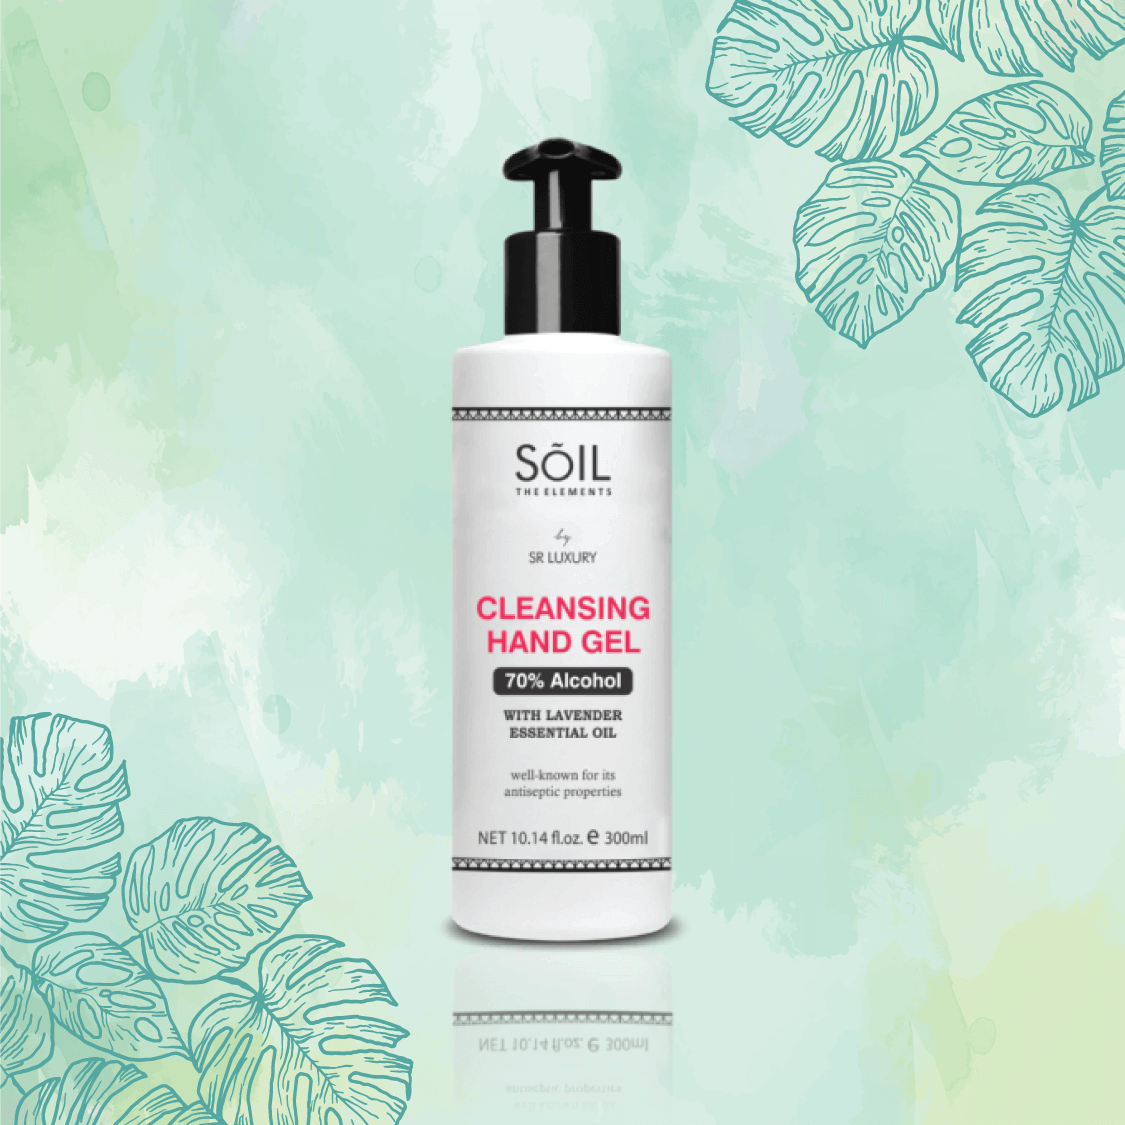 SõIL
THE ELEMENTS
by
SR LUXURY
CLEANSING
HAND GEL
70% Alcohol
WITH LAVENDER
ESSENTIAL OIL
well-known for its
antiseptic properties
NET 10.14 fl.oz. e 300ml